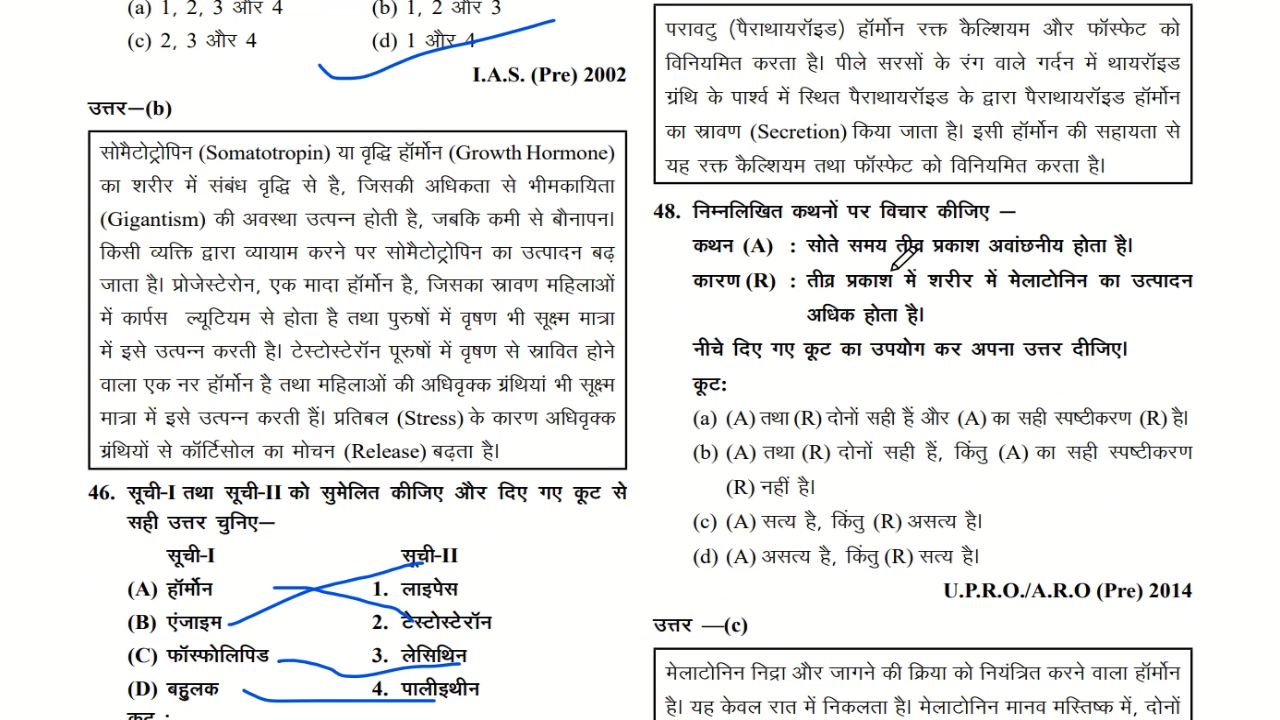 (a) 1, 2, 3 और 4 (b) 1, 2 और 3
(c) 2, 3 और 4 (d) 1 और 4
I.A.S. (Pre) 2002
उत्तर—(b)
सोमैटोट्रोपिन (Somatotropin) या वृद्धि हॉर्मोन (Growth Hormone)
का शरीर में संबंध वृद्धि से है, जिसकी अधिकता से भीमकायिता
(Gigantism) की अवस्था उत्पन्न होती है, जबकि कमी से बौनापन।
किसी व्यक्ति द्वारा व्यायाम करने पर सोमैटोट्रोपिन का उत्पादन बढ़
जाता है। प्रोजेस्टेरोन, एक मादा हॉर्मोन है, जिसका स्रावण महिलाओं
में कार्पस ल्यूटियम से होता है तथा पुरुषों में वृषण भी सूक्ष्म मात्रा
में इसे उत्पन्न करती है। टेस्टोस्टेरॉन पूरुषों में वृषण से स्रावित होने
वाला एक नर हॉर्मोन है तथा महिलाओं की अधिवृक्क ग्रंथियां भी सूक्ष्म
मात्रा में इसे उत्पन्न करती हैं। प्रतिबल (Stress) के कारण अधिवृक्क
ग्रंथियों से कॉर्टिसोल का मोचन (Release) बढ़ता है।
46. सूची-I तथा सूची-II को सुमेलित कीजिए और दिए गए कूट से
सही उत्तर चुनिए—
सूची-I सूची-II
(A) हॉर्मोन 1. लाइपेस
(B) एंजाइम 2. टेस्टोस्टेरॉन
(C) फॉस्फोलिपिड 3. लेसिथिन
(D) बहुलक 4. पालीइथीन
कूट :
परावटु (पैराथायरॉइड) हॉर्मोन रक्त कैल्शियम और फॉस्फेट को
विनियमित करता है। पीले सरसों के रंग वाले गर्दन में थायरॉइड
ग्रंथि के पार्श्व में स्थित पैराथायरॉइड के द्वारा पैराथायरॉइड हॉर्मोन
का स्रावण (Secretion) किया जाता है। इसी हॉर्मोन की सहायता से
यह रक्त कैल्शियम तथा फॉस्फेट को विनियमित करता है।
48. निम्नलिखित कथनों पर विचार कीजिए —
कथन (A) : सोते समय तीव्र प्रकाश अवांछनीय होता है।
कारण (R) : तीव्र प्रकाश में शरीर में मेलाटोनिन का उत्पादन
अधिक होता है।
नीचे दिए गए कूट का उपयोग कर अपना उत्तर दीजिए।
कूट:
(a) (A) तथा (R) दोनों सही हैं और (A) का सही स्पष्टीकरण (R) है।
(b) (A) तथा (R) दोनों सही हैं, किंतु (A) का सही स्पष्टीकरण
(R) नहीं है।
(c) (A) सत्य है, किंतु (R) असत्य है।
(d) (A) असत्य है, किंतु (R) सत्य है।
U.P.R.O./A.R.O (Pre) 2014
उत्तर —(c)
मेलाटोनिन निद्रा और जागने की क्रिया को नियंत्रित करने वाला हॉर्मोन
है। यह केवल रात में निकलता है। मेलाटोनिन मानव मस्तिष्क में, दोनों